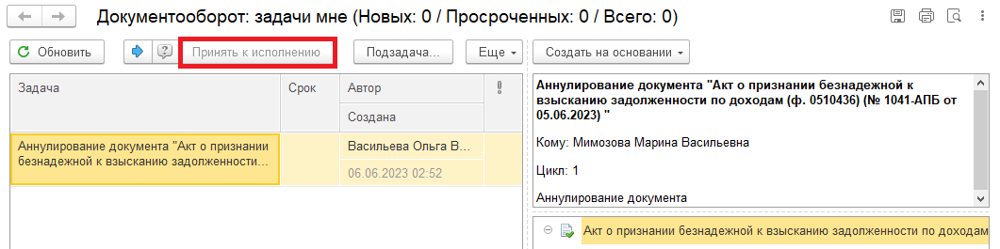 Документооборот: задачи мне (Новых: 0 / Просроченных: 0 / Всего: 0)
Обновить
Принять к исполнению
Подзадача...
Еще
Создать на основании
Задача
Срок
Автор
Создана
Аннулирование документа "Акт о признании
безнадежной к взысканию задолженности...
Васильева Ольга В...
06.06.2023 02:52
Аннулирование документа "Акт о признании безнадежной к
взысканию задолженности по доходам (ф. 0510436) (№ 1041-АПБ от
05.06.2023) "
Кому: Мимозова Марина Васильевна
Цикл: 1
Аннулирование документа
Акт о признании безнадежной к взысканию задолженности по доходам